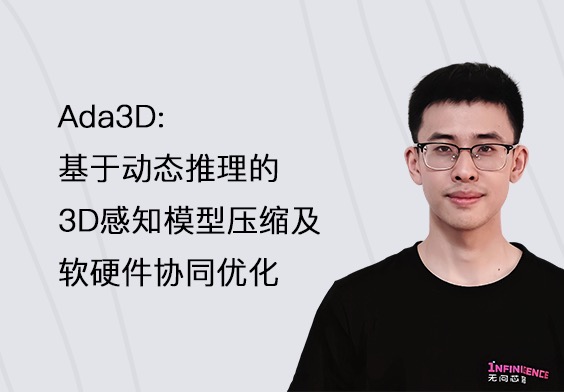 Ada3D:
基于动态推理的
3D感知模型压缩及
软硬件协同优化
INFINIGENCE
无问芯穹